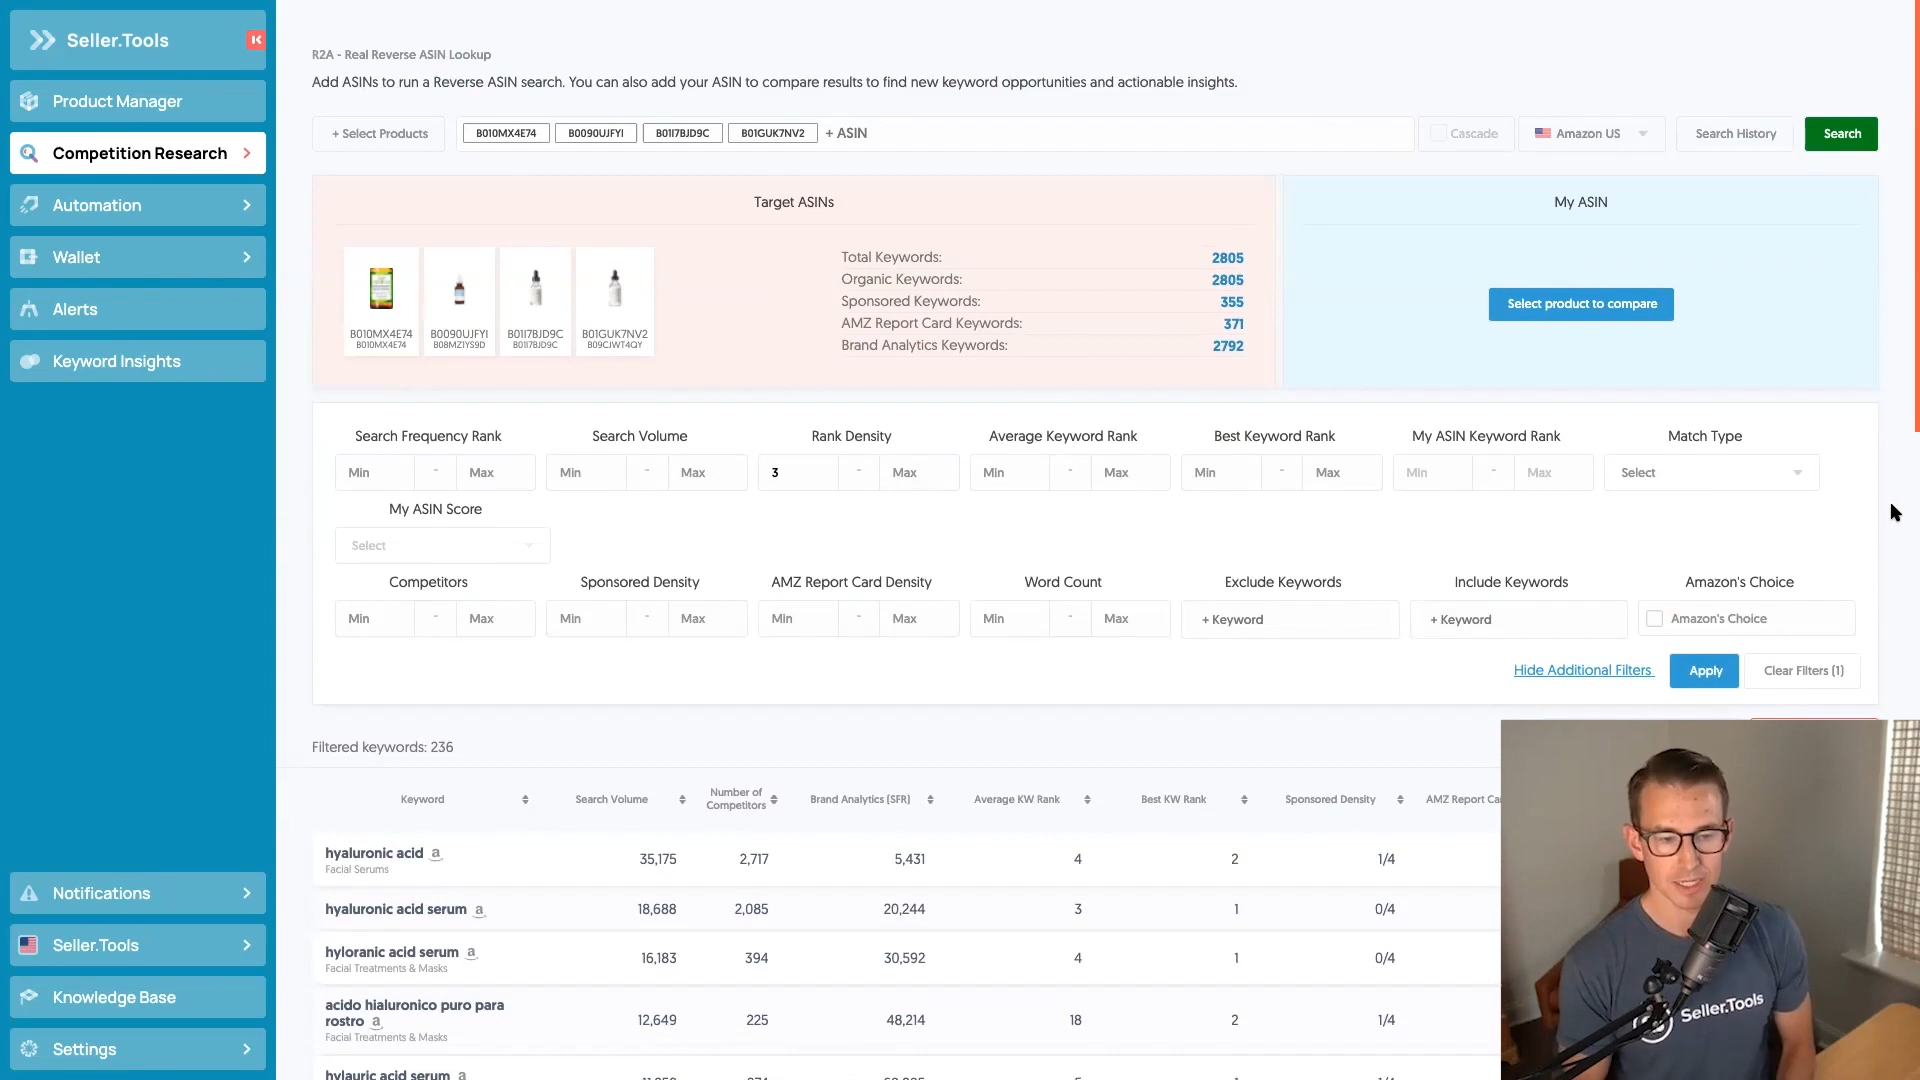 Seller.Tools
Product Manager
Competition Research
Automation
Wallet
Alerts
Keyword Insights
Notifications
Seller.Tools
Knowledge Base
Settings
R2A - Real Reverse ASIN Lookup
Add ASINs to run a Reverse ASIN search. You can also add your ASIN to compare results to find new keyword opportunities and actionable insights.
+ Select Products B010MX4E74 B0090UJFYI B01I7BJD9C B01GUK7NV2 + ASIN Cascade Amazon US Search History Search
Target ASINs
B010MX4E74 B0090UJFYI B01I7BJD9C B01GUK7NV2
B010MX4E74 B08MZ1YS9D B01I7BJD9C B09CJWT4QY
Total Keywords: 2805
Organic Keywords: 2805
Sponsored Keywords: 355
AMZ Report Card Keywords: 371
Brand Analytics Keywords: 2792
My ASIN
Select product to compare
Search Frequency Rank Search Volume Rank Density Average Keyword Rank Best Keyword Rank My ASIN Keyword Rank Match Type
Min - Max Min - Max 3 - Max Min - Max Min - Max Min - Max Select
My ASIN Score
Select
Competitors Sponsored Density AMZ Report Card Density Word Count Exclude Keywords Include Keywords Amazon's Choice
Min - Max Min - Max Min - Max Min - Max + Keyword + Keyword Amazon's Choice
Hide Additional Filters Apply Clear Filters (1)
Filtered keywords: 236
Keyword Search Volume Number of Competitors Brand Analytics (SFR) Average KW Rank Best KW Rank Sponsored Density AMZ Report Ca
hyaluronic acid a 35,175 2,717 5,431 4 2 1/4
Facial Serums
hyaluronic acid serum a 18,688 2,085 20,244 3 1 0/4
hyloranic acid serum a 16,183 394 30,592 4 1 0/4
Facial Treatments & Masks
acido hialuronico puro para
rostro a 12,649 225 48,214 18 2 1/4
Facial Treatments & Masks
hylauric acid serum a
Seller.Tools